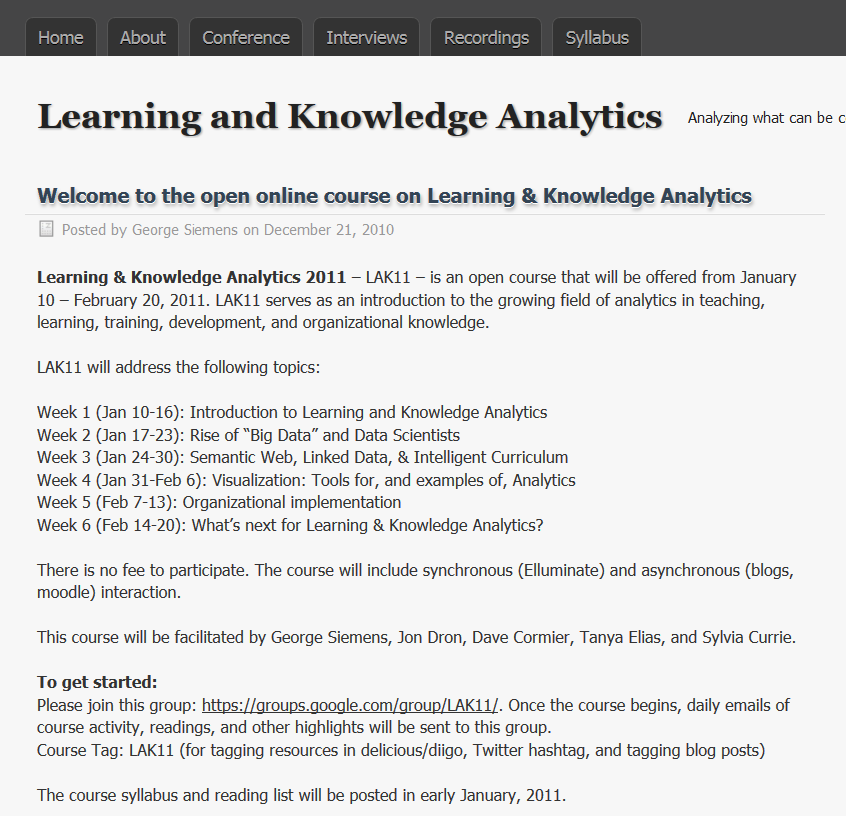 Home
About
Conference
Interviews
Recordings
Syllabus
Learning and Knowledge Analytics
Analyzing what can be c
Welcome to the open online course on Learning & Knowledge Analytics
Posted by George Siemens on December 21, 2010
Learning & Knowledge Analytics 2011 – LAK11 – is an open course that will be offered from January
10 – February 20, 2011. LAK11 serves as an introduction to the growing field of analytics in teaching,
learning, training, development, and organizational knowledge.
LAK11 will address the following topics:
Week 1 (Jan 10-16): Introduction to Learning and Knowledge Analytics
Week 2 (Jan 17-23): Rise of “Big Data” and Data Scientists
Week 3 (Jan 24-30): Semantic Web, Linked Data, & Intelligent Curriculum
Week 4 (Jan 31-Feb 6): Visualization: Tools for, and examples of, Analytics
Week 5 (Feb 7-13): Organizational implementation
Week 6 (Feb 14-20): What’s next for Learning & Knowledge Analytics?
There is no fee to participate. The course will include synchronous (Elluminate) and asynchronous (blogs,
moodle) interaction.
This course will be facilitated by George Siemens, Jon Dron, Dave Cormier, Tanya Elias, and Sylvia Currie.
To get started:
Please join this group: https://groups.google.com/group/LAK11/. Once the course begins, daily emails of
course activity, readings, and other highlights will be sent to this group.
Course Tag: LAK11 (for tagging resources in delicious/diigo, Twitter hashtag, and tagging blog posts)
The course syllabus and reading list will be posted in early January, 2011.